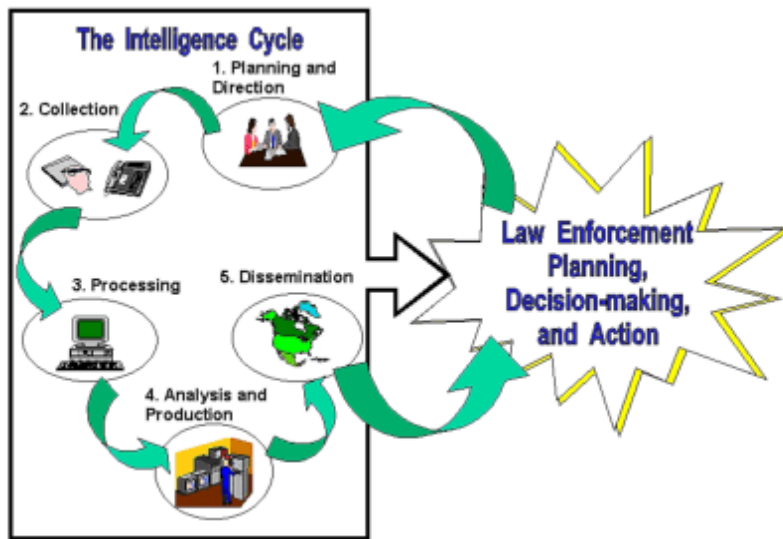 The Intelligence Cycle
1. Planning and
Direction
2. Collection
3. Processing
4. Analysis and
Production
5. Dissemination
Law Enforcement
Planning,
Decision-making,
and Action